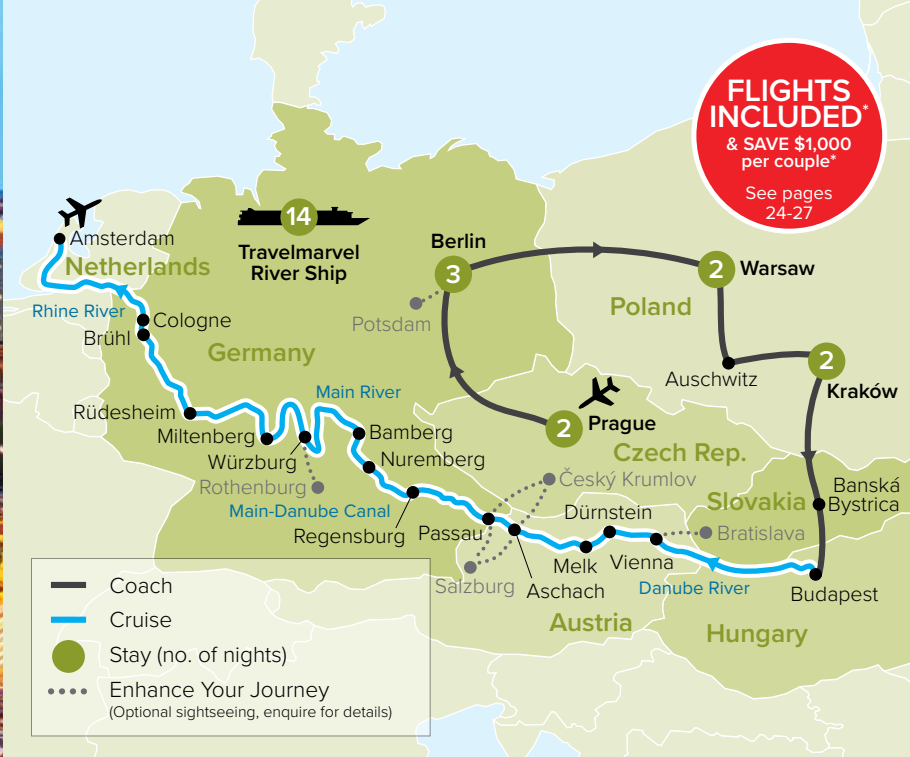 FLIGHTS
INCLUDED*
& SAVE $1,000
per couple*
See pages
24-27
14
Travelmarvel
River Ship
Amsterdam
Netherlands
Rhine River
Cologne
Brühl
Germany
Rüdesheim
Miltenberg
Würzburg
Rothenburg
Main River
Bamberg
Nuremberg
Main-Danube Canal
Regensburg
Passau
Berlin
3
Potsdam
2
Warsaw
Poland
Auschwitz
2
Kraków
2
Prague
Czech Rep.
Český Krumlov
Slovakia
Banská
Bystrica
Dürnstein
Bratislava
Salzburg
Aschach
Melk
Vienna
Danube River
Budapest
Austria
Hungary
Coach
Cruise
Stay (no. of nights)
Enhance Your Journey
(Optional sightseeing, enquire for details)